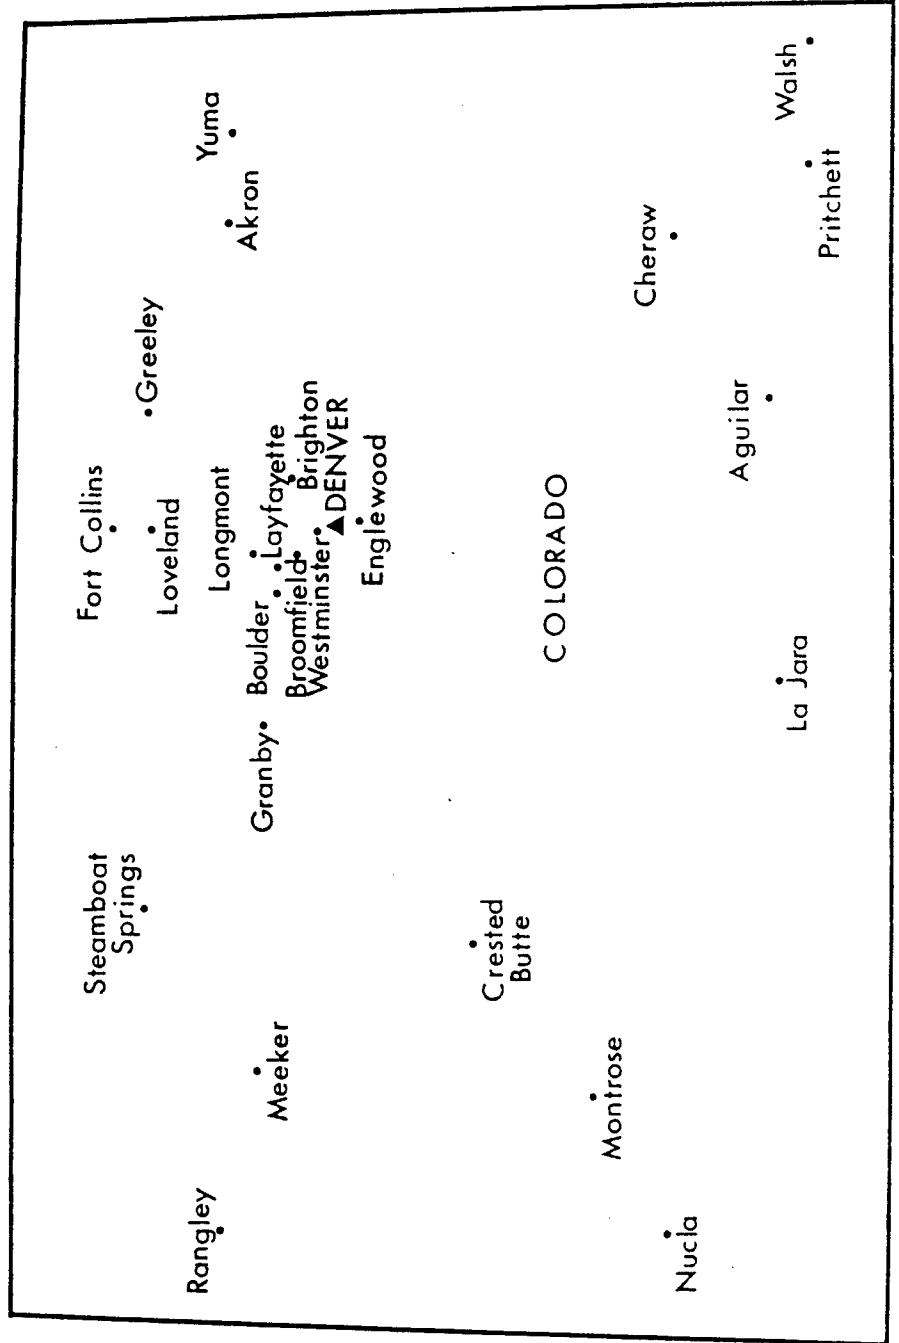 Steamboat
Springs
Fort Collins
Greeley
Loveland
Rangley
Longmont
Yuma
Akron
Meeker
Granby
Boulder
Layfayette
Broomfield
Brighton
Westminster
DENVER
Englewood
Crested
Butte
COLORADO
Montrose
Cheraw
Nucla
Aguilar
La Jara
Walsh
Pritchett